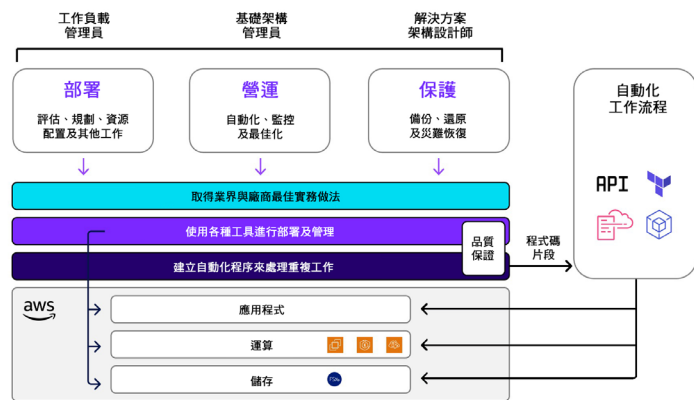 工作負載
管理員
基礎架構
管理員
解決方案
架構設計師
部署
評估、規劃、資源
配置及其他工作
營運
自動化、監控
及最佳化
保護
備份、還原
及災難恢復
自動化
工作流程
API
取得業界與廠商最佳實務做法
使用各種工具進行部署及管理
建立自動化程序來處理重複工作
品質
保證
程式碼
片段
aws
應用程式
運算
儲存
FSx